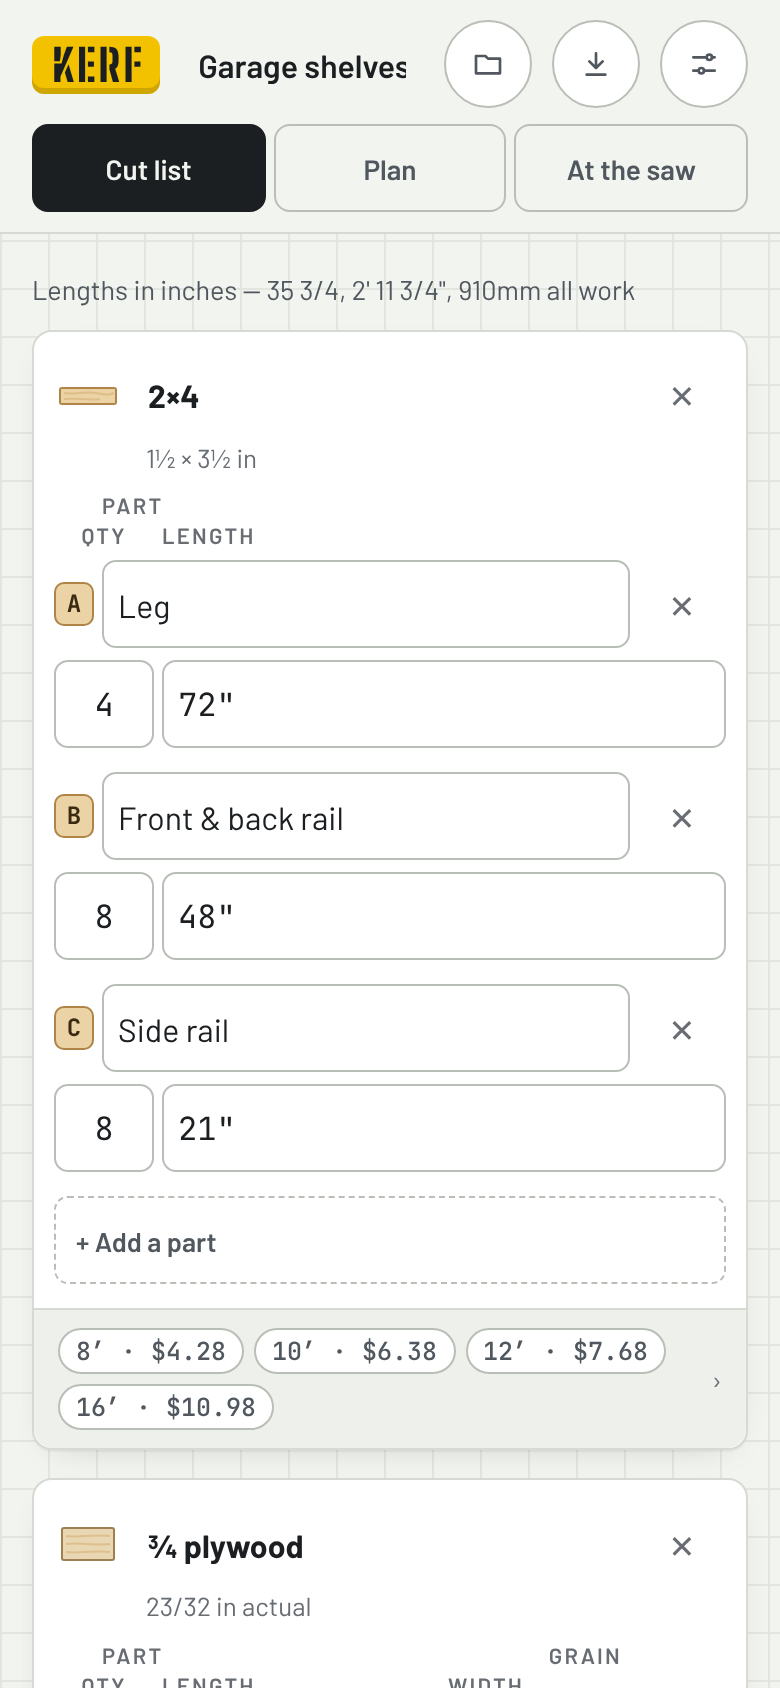 KERF Garage shelves
Cut list Plan At the saw
Lengths in inches — 35 3/4, 2' 11 3/4", 910mm all work
2×4 ✕
1½ × 3½ in
PART
QTY LENGTH
A Leg ✕
4 72"
B Front & back rail ✕
8 48"
C Side rail ✕
8 21"
+ Add a part
8′ · $4.28 10′ · $6.38 12′ · $7.68 ›
16′ · $10.98
¾ plywood ✕
23/32 in actual
PART GRAIN
QTY LENGTH WIDTH